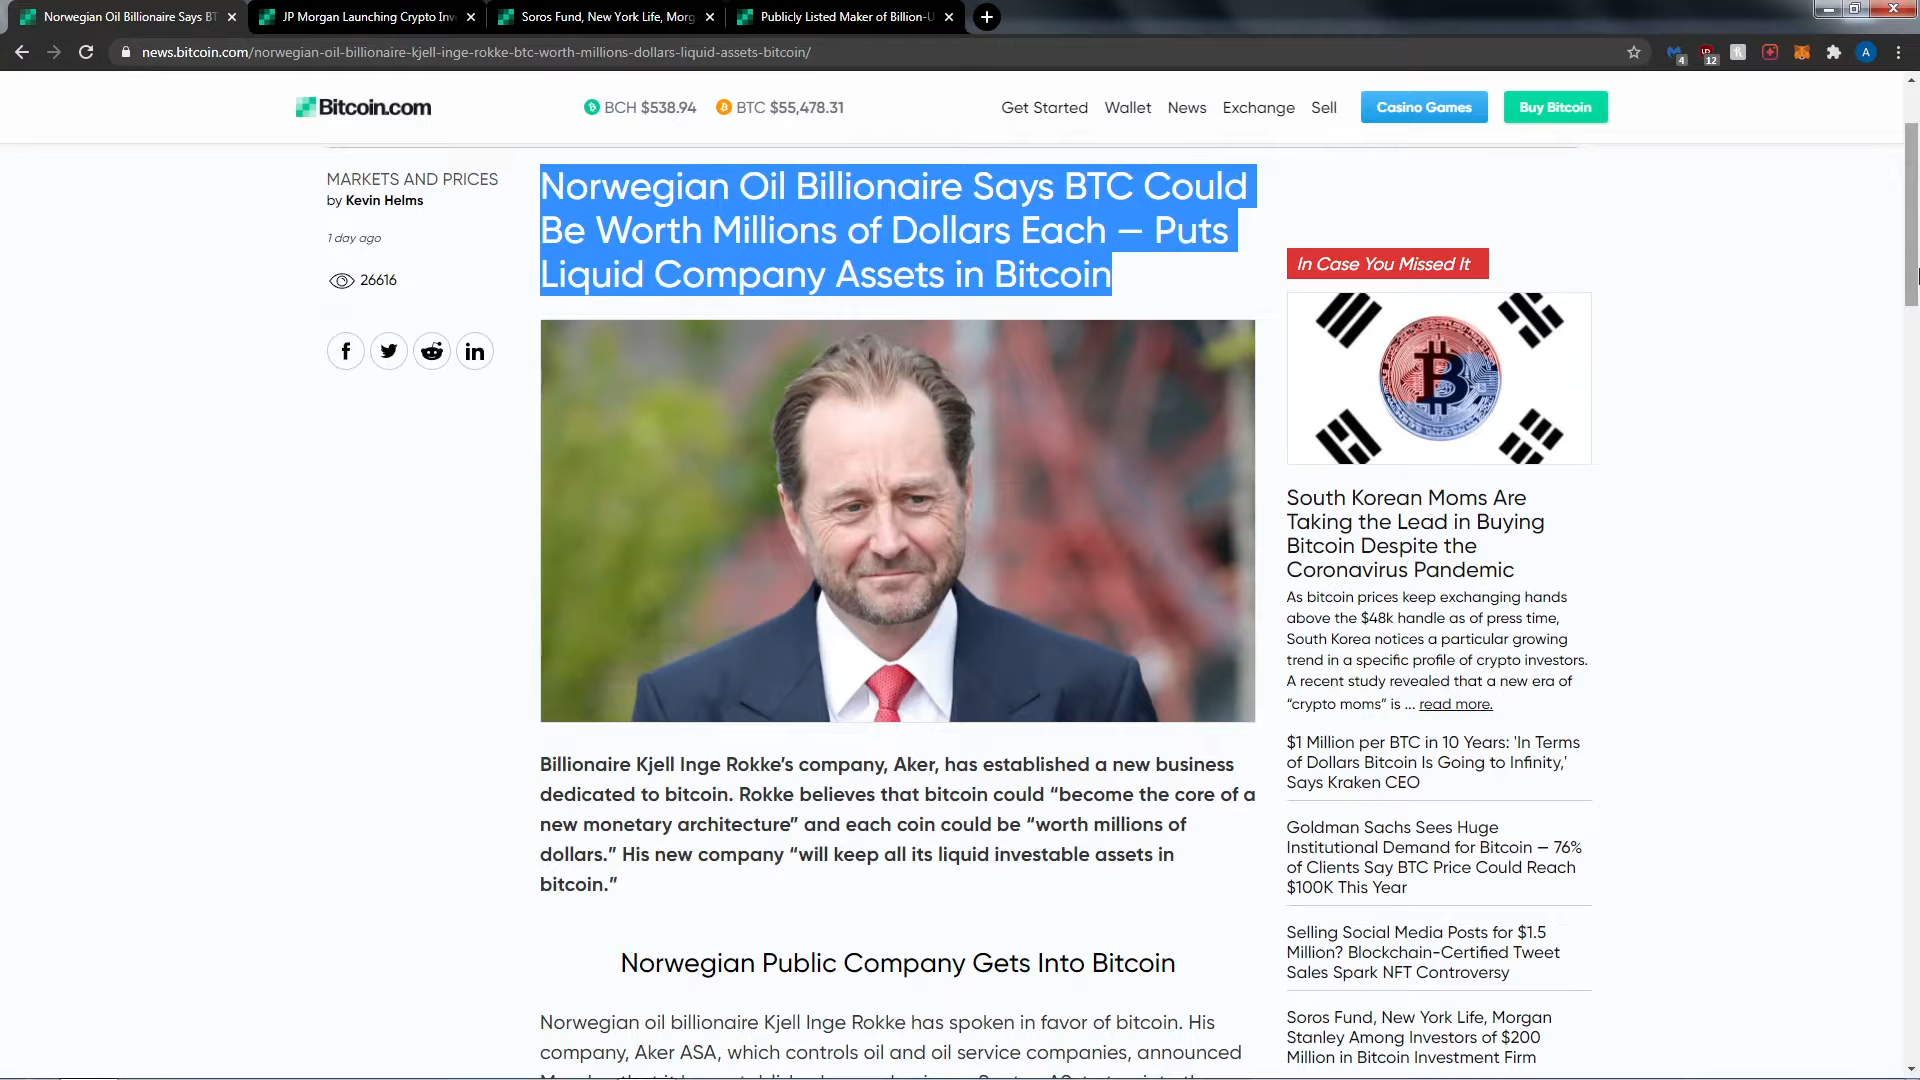 Norwegian Oil Billionaire Says BT
JP Morgan Launching Crypto Inv
Soros Fund, New York Life, Morg
Publicly Listed Maker of Billion-U
news.bitcoin.com/norwegian-oil-billionaire-kjell-inge-rokke-btc-worth-millions-dollars-liquid-assets-bitcoin/
4
12
A
Bitcoin.com
BCH $538.94
BTC $55,478.31
Get Started
Wallet
News
Exchange
Sell
Casino Games
Buy Bitcoin
MARKETS AND PRICES
by Kevin Helms
1 day ago
26616
Norwegian Oil Billionaire Says BTC Could
Be Worth Millions of Dollars Each — Puts
Liquid Company Assets in Bitcoin
Billionaire Kjell Inge Rokke's company, Aker, has established a new business
dedicated to bitcoin. Rokke believes that bitcoin could “become the core of a
new monetary architecture” and each coin could be “worth millions of
dollars.” His new company “will keep all its liquid investable assets in
bitcoin.”
Norwegian Public Company Gets Into Bitcoin
Norwegian oil billionaire Kjell Inge Rokke has spoken in favor of bitcoin. His
company, Aker ASA, which controls oil and oil service companies, announced
In Case You Missed It
South Korean Moms Are
Taking the Lead in Buying
Bitcoin Despite the
Coronavirus Pandemic
As bitcoin prices keep exchanging hands
above the $48k handle as of press time,
South Korea notices a particular growing
trend in a specific profile of crypto investors.
A recent study revealed that a new era of
“crypto moms” is ... read more.
$1 Million per BTC in 10 Years: 'In Terms
of Dollars Bitcoin Is Going to Infinity,'
Says Kraken CEO
Goldman Sachs Sees Huge
Institutional Demand for Bitcoin — 76%
of Clients Say BTC Price Could Reach
$100K This Year
Selling Social Media Posts for $1.5
Million? Blockchain-Certified Tweet
Sales Spark NFT Controversy
Soros Fund, New York Life, Morgan
Stanley Among Investors of $200
Million in Bitcoin Investment Firm